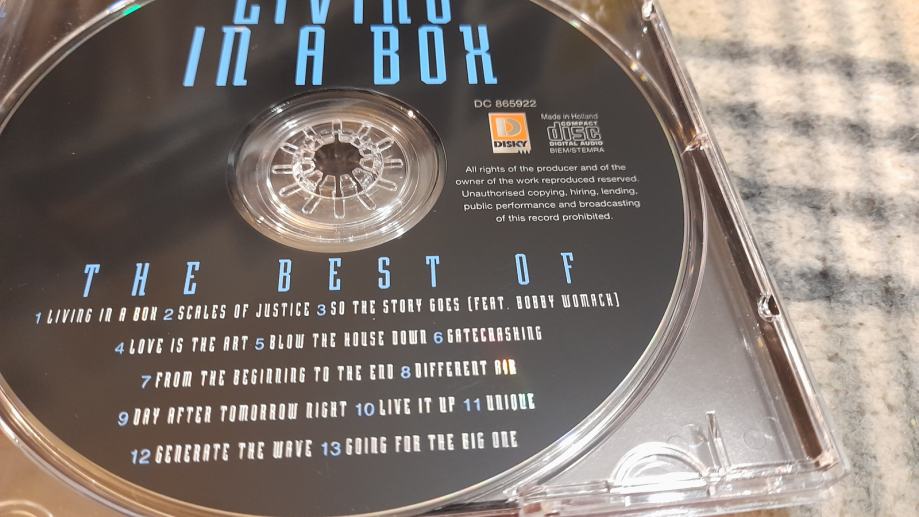 LIVING
IN A BOX
DC 865922
DISKY
Made in Holland
COMPACT
disc
DIGITAL AUDIO
BIEM/STEMRA
All rights of the producer and of the
owner of the work reproduced reserved.
Unauthorised copying, hiring, lending,
public performance and broadcasting
of this record prohibited.
THE BEST OF
1 LIVING IN A BOX 2 SCALES OF JUSTICE 3 SO THE STORY GOES (FEAT. BOBBY WOMACK)
4 LOVE IS THE ART 5 BLOW THE HOUSE DOWN 6 GATECRASHING
7 FROM THE BEGINNING TO THE END 8 DIFFERENT AIR
9 DAY AFTER TOMORROW NIGHT 10 LIVE IT UP 11 UNIQUE
12 GENERATE THE WAVE 13 GOING FOR THE BIG ONE